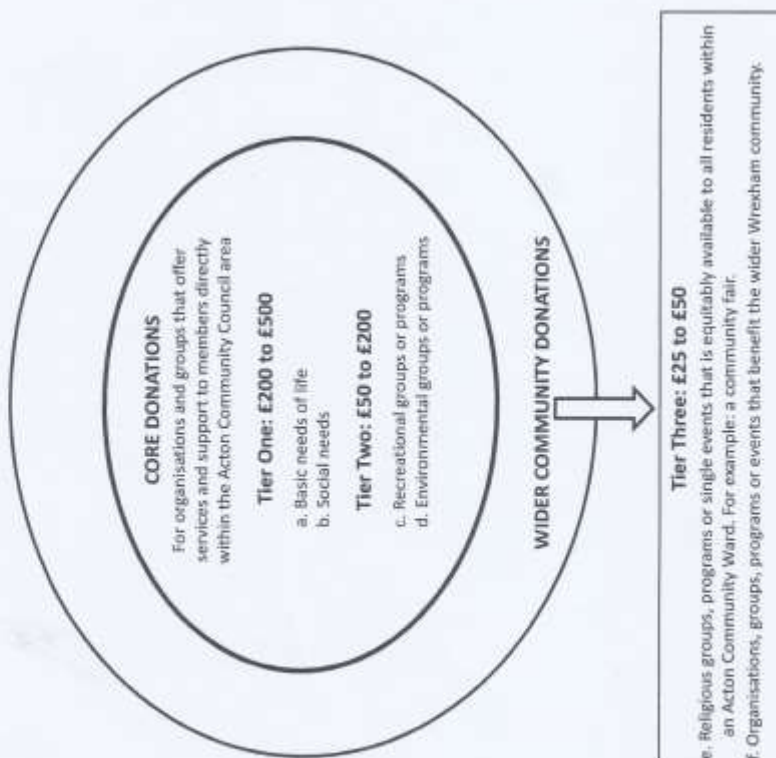 CORE DONATIONS
For organisations and groups that offer
services and support to members directly
within the Acton Community Council area
Tier One: £200 to £500
a. Basic needs of life
b. Social needs
Tier Two: £50 to £200
c. Recreational groups or programs
d. Environmental groups or programs
WIDER COMMUNITY DONATIONS
Tier Three: £25 to £50
e. Religious groups, programs or single events that is equitably available to all residents within
an Acton Community Ward. For example: a community fair.
f. Organisations, groups, programs or events that benefit the wider Wrexham community.